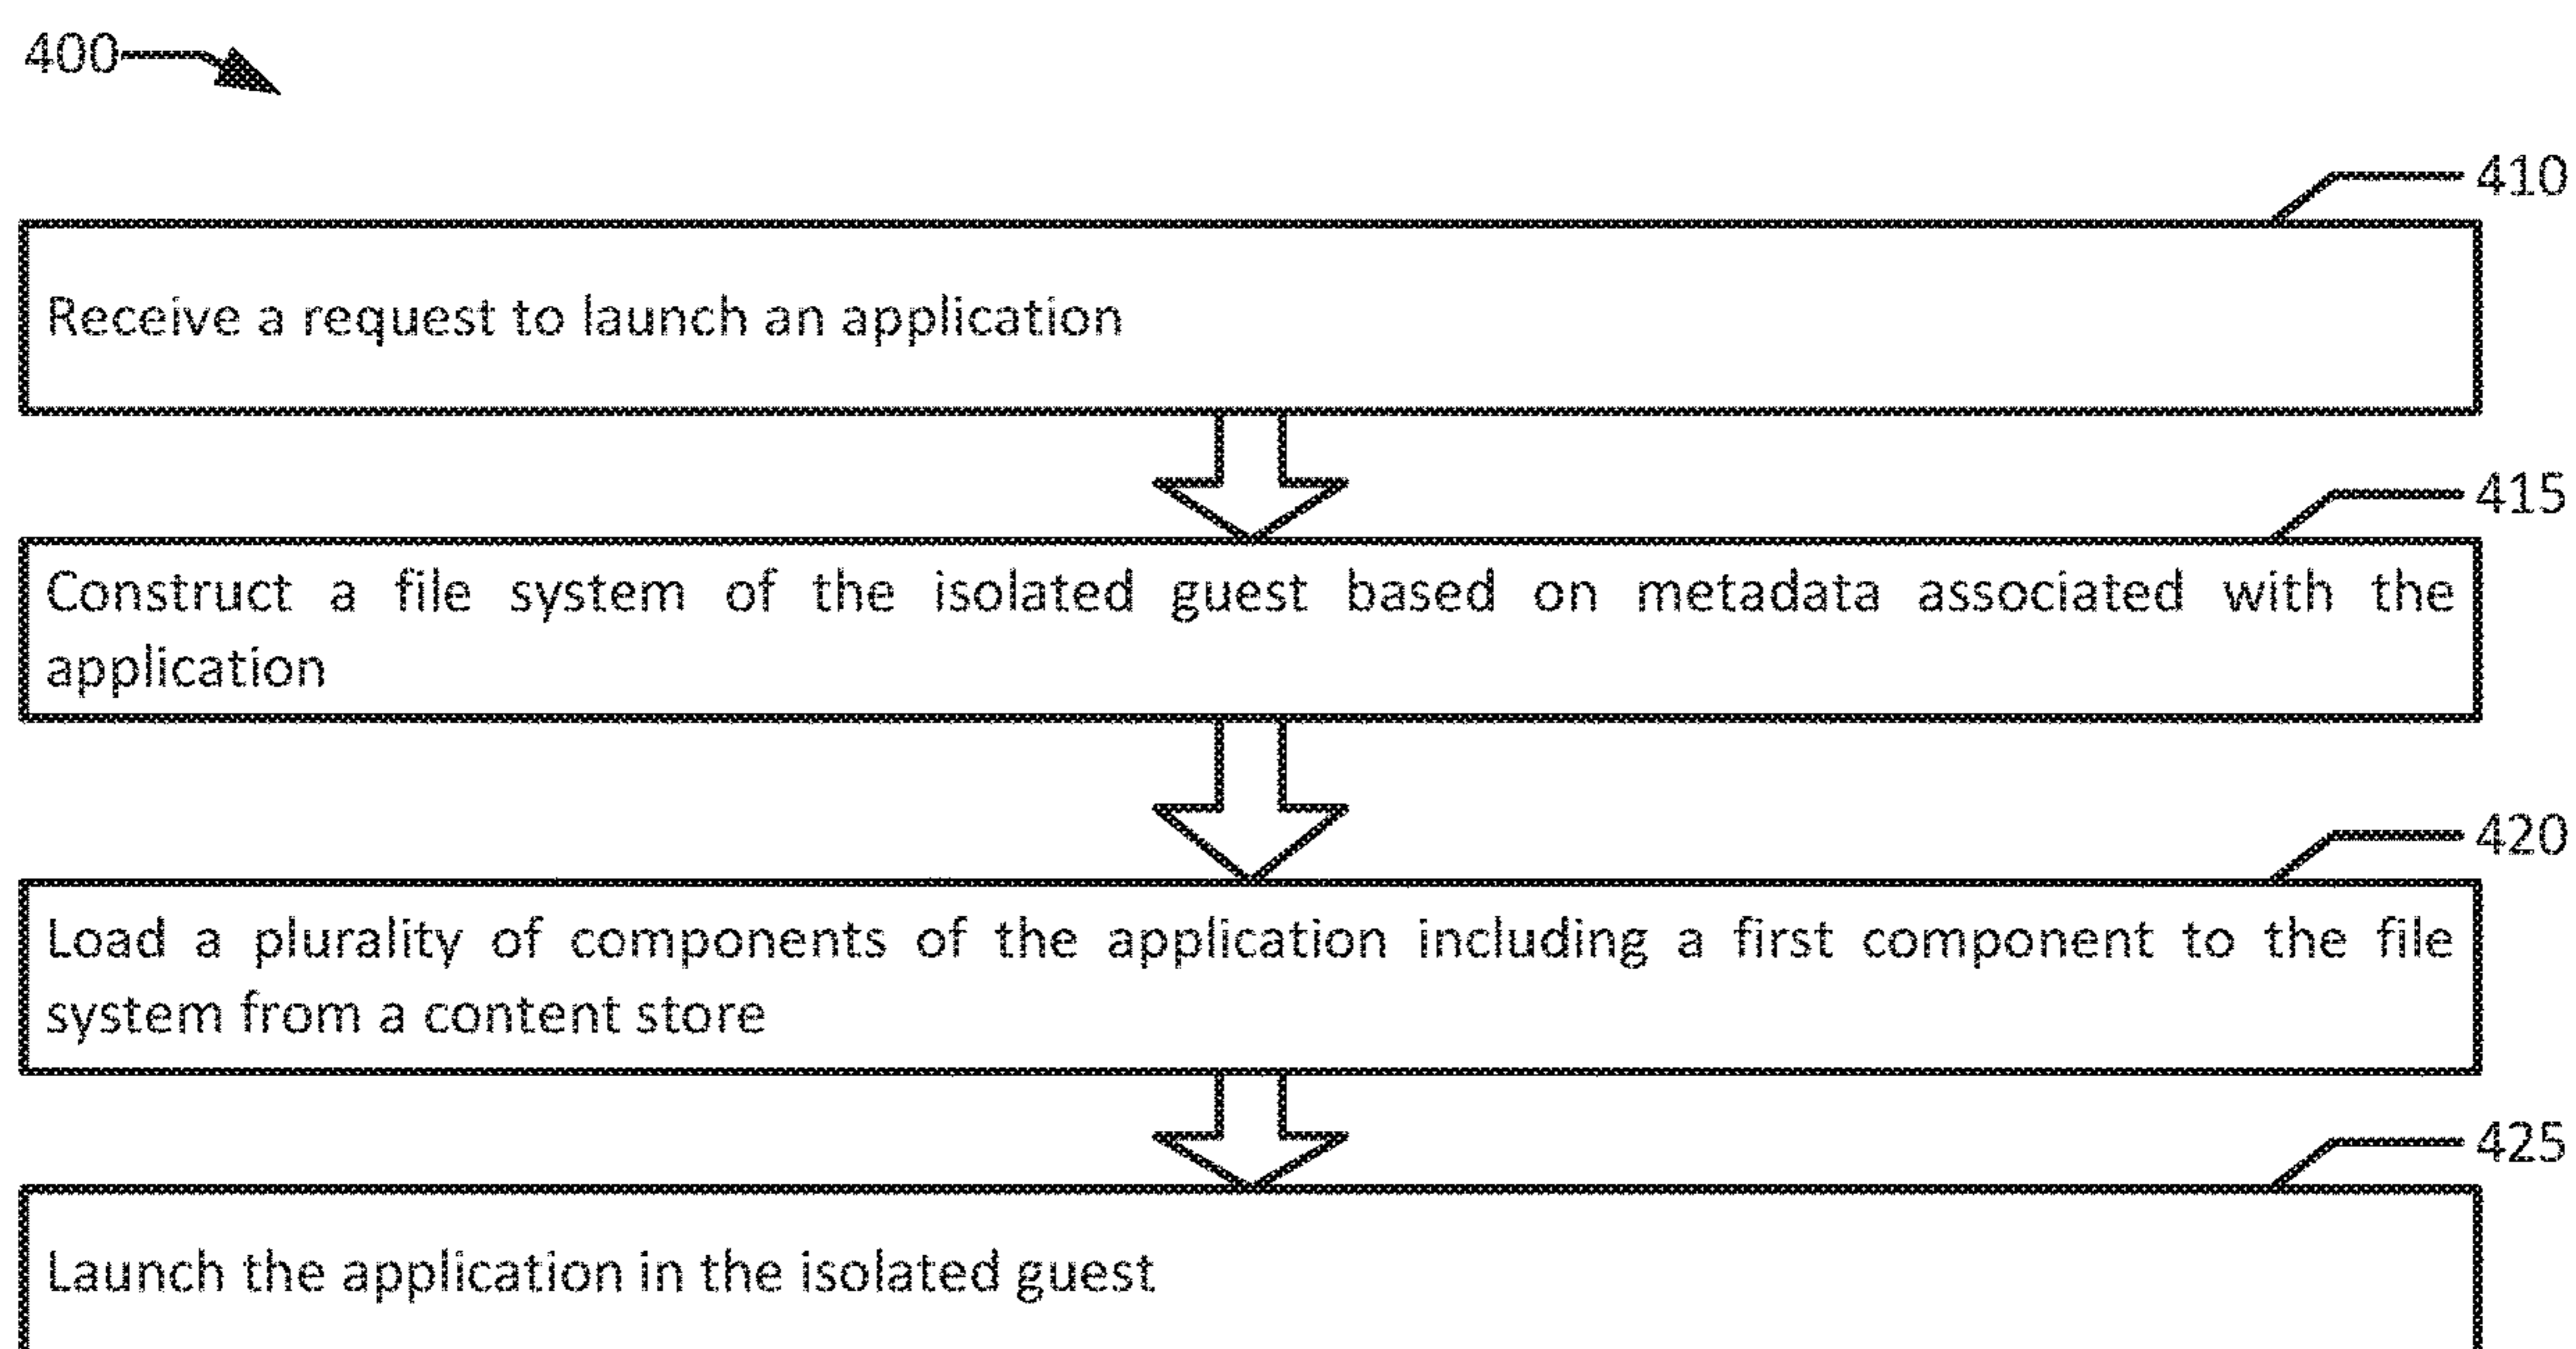 400
410
Receive a request to launch an application
415
Construct a file system of the isolated guest based on metadata associated with the
application
420
Load a plurality of components of the application including a first component to the file
system from a content store
425
Launch the application in the isolated guest